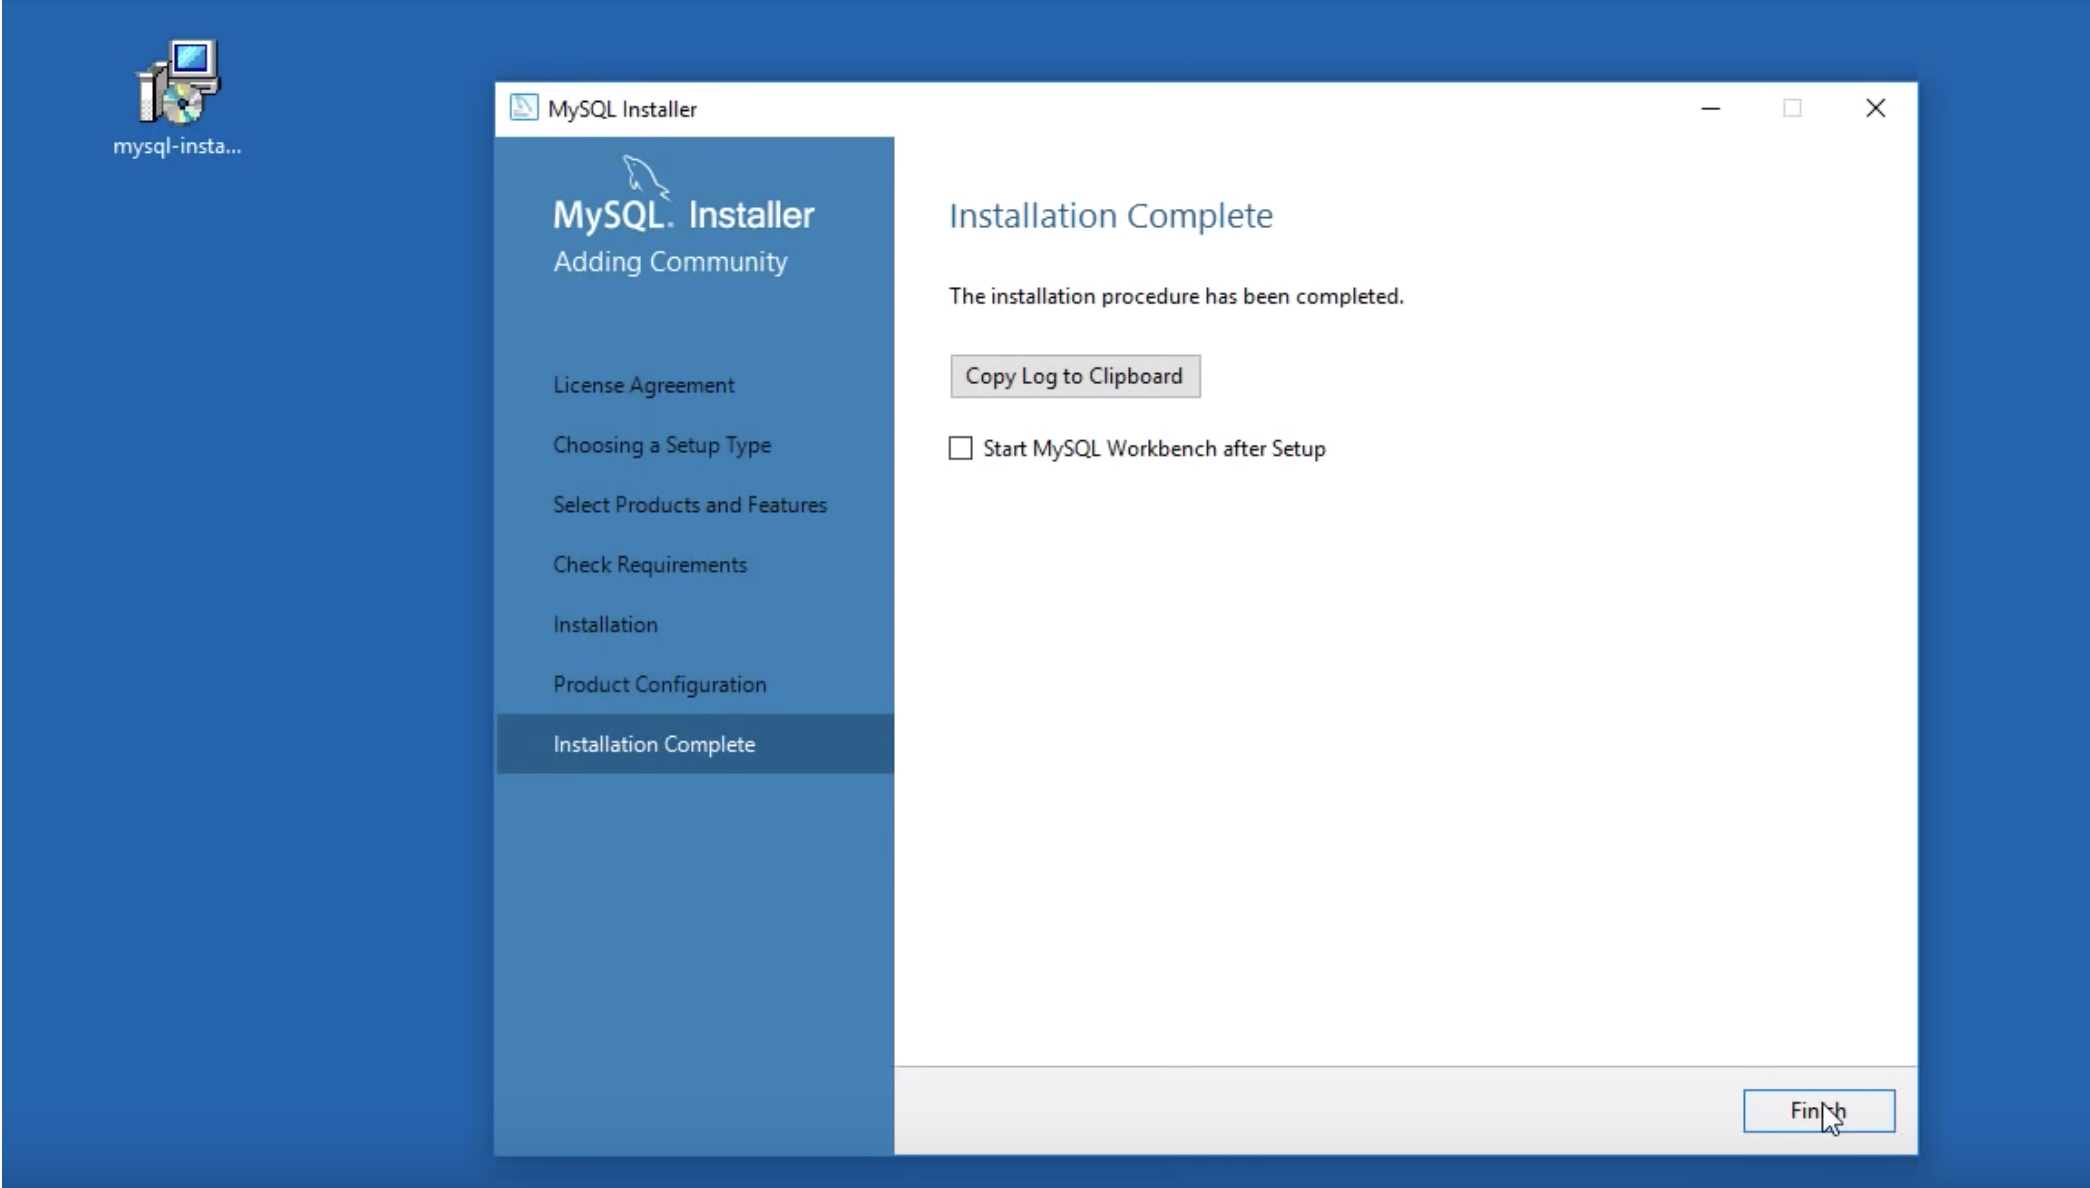 mysql-insta...
MySQL Installer
MySQL. Installer
Adding Community
License Agreement
Choosing a Setup Type
Select Products and Features
Check Requirements
Installation
Product Configuration
Installation Complete
Installation Complete
The installation procedure has been completed.
Copy Log to Clipboard
Start MySQL Workbench after Setup
Finish